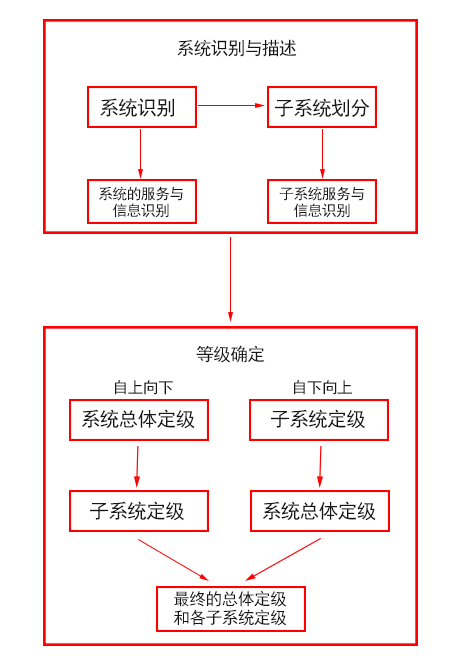 系统识别与描述
系统识别
子系统划分
系统的服务与
信息识别
子系统服务与
信息识别
等级确定
自上向下
自下向上
系统总体定级
子系统定级
子系统定级
系统总体定级
最终的总体定级
和各子系统定级